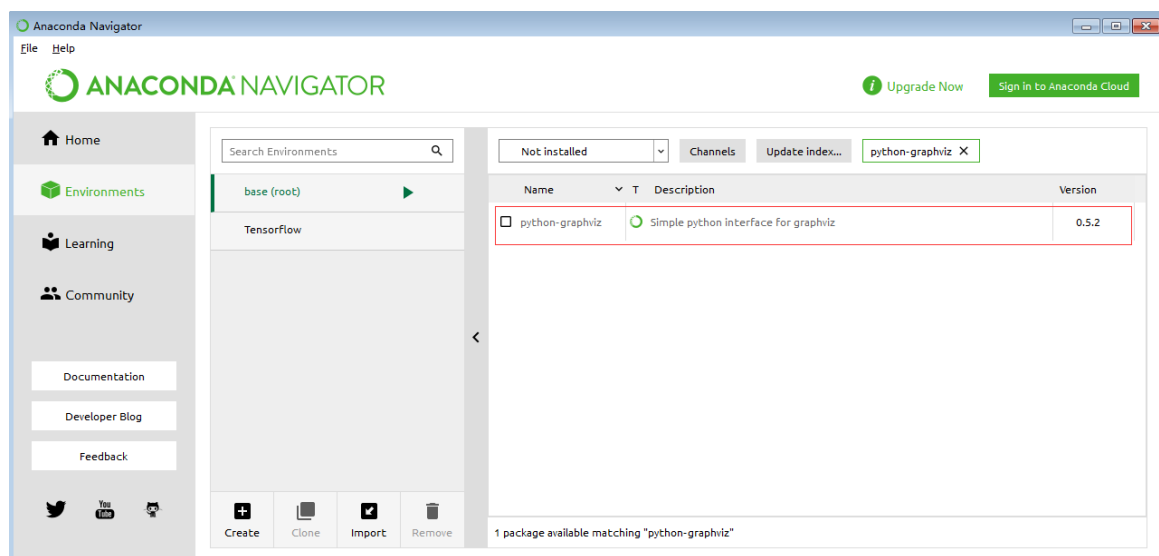 Anaconda Navigator
File Help
ANACONDA NAVIGATOR
i Upgrade Now
Sign in to Anaconda Cloud
Home
Environments
Learning
Community
Documentation
Developer Blog
Feedback
You Tube
Search Environments
base (root)
Tensorflow
Create Clone Import Remove
Not installed Channels Update index... python-graphviz X
Name T Description Version
python-graphviz Simple python interface for graphviz 0.5.2
1 package available matching "python-graphviz"